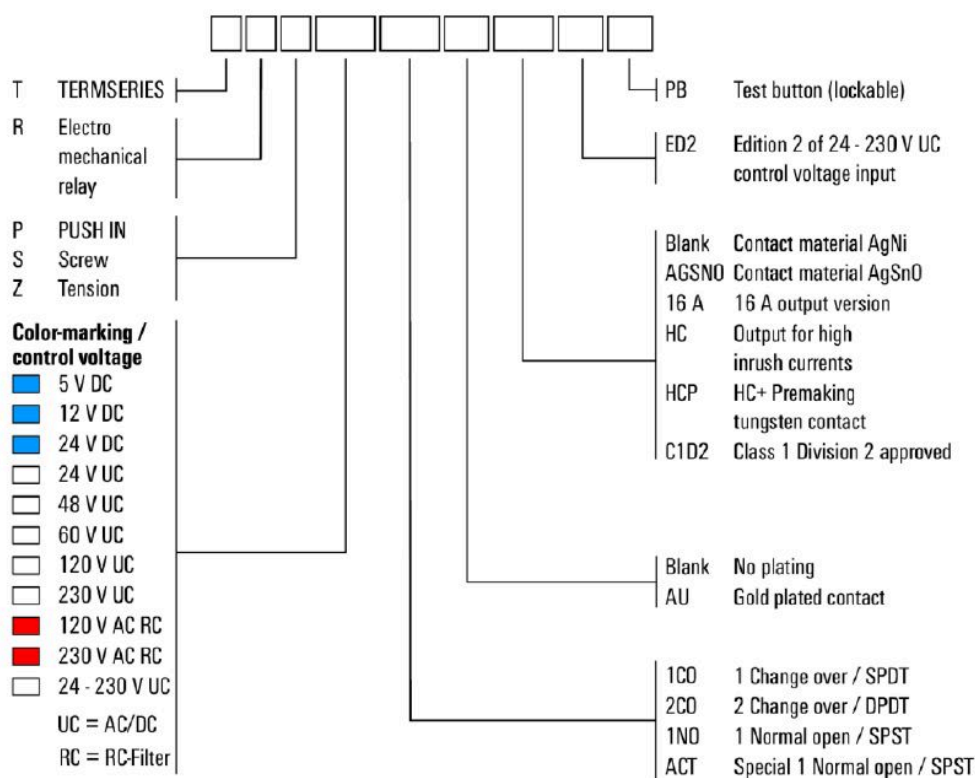 T TERMSERIES
R Electro
mechanical
relay
P PUSH IN
S Screw
Z Tension
Color-marking /
control voltage
5 V DC
12 V DC
24 V DC
24 V UC
48 V UC
60 V UC
120 V UC
230 V UC
120 V AC RC
230 V AC RC
24 - 230 V UC
UC = AC/DC
RC = RC-Filter
PB Test button (lockable)
ED2 Edition 2 of 24 - 230 V UC
control voltage input
Blank Contact material AgNi
AGSNO Contact material AgSnO
16 A 16 A output version
HC Output for high
inrush currents
HCP HC+ Premaking
tungsten contact
C1D2 Class 1 Division 2 approved
Blank No plating
AU Gold plated contact
1CO 1 Change over / SPDT
2CO 2 Change over / DPDT
1NO 1 Normal open / SPST
ACT Special 1 Normal open / SPST